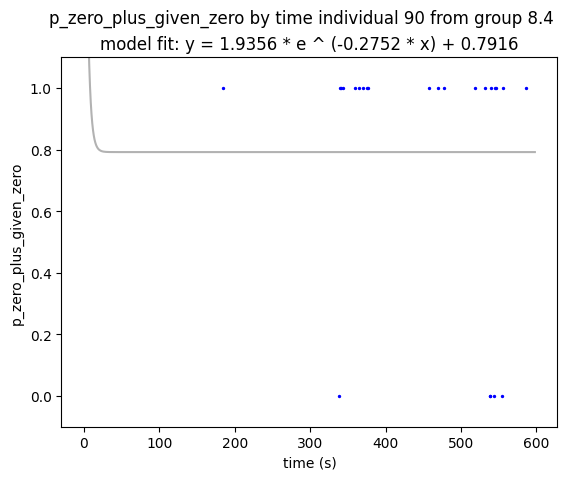 p_zero_plus_given_zero by time individual 90 from group 8.4
model fit: y = 1.9356 * e ^ (-0.2752 * x) + 0.7916
1.0
0.8
0.6
0.4
0.2
0.0
p_zero_plus_given_zero
0 100 200 300 400 500 600
time (s)